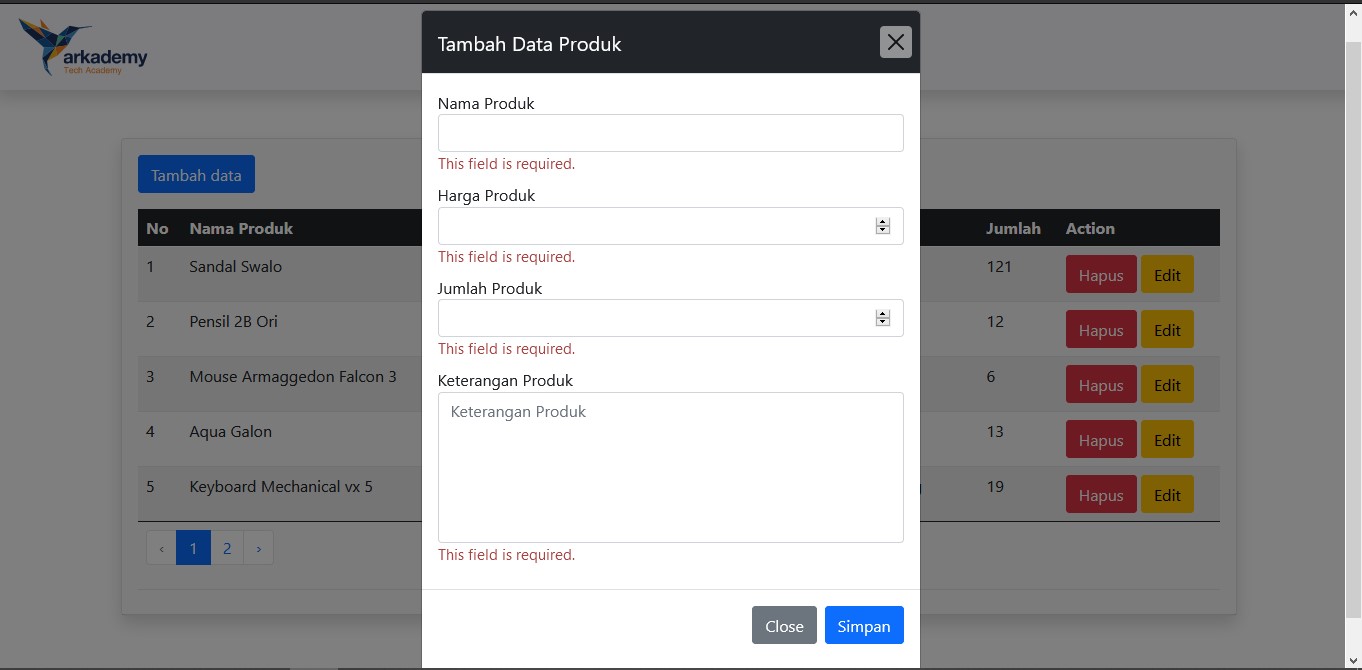 arkademy
Tech Academy
Tambah Data Produk
Nama Produk
This field is required.
Harga Produk
This field is required.
Jumlah Produk
This field is required.
Keterangan Produk
Keterangan Produk
This field is required.
Close Simpan
Tambah data
No Nama Produk Jumlah Action
1 Sandal Swalo 121 Hapus Edit
2 Pensil 2B Ori 12 Hapus Edit
3 Mouse Armaggedon Falcon 3 6 Hapus Edit
4 Aqua Galon 13 Hapus Edit
5 Keyboard Mechanical vx 5 19 Hapus Edit
‹ 1 2 ›